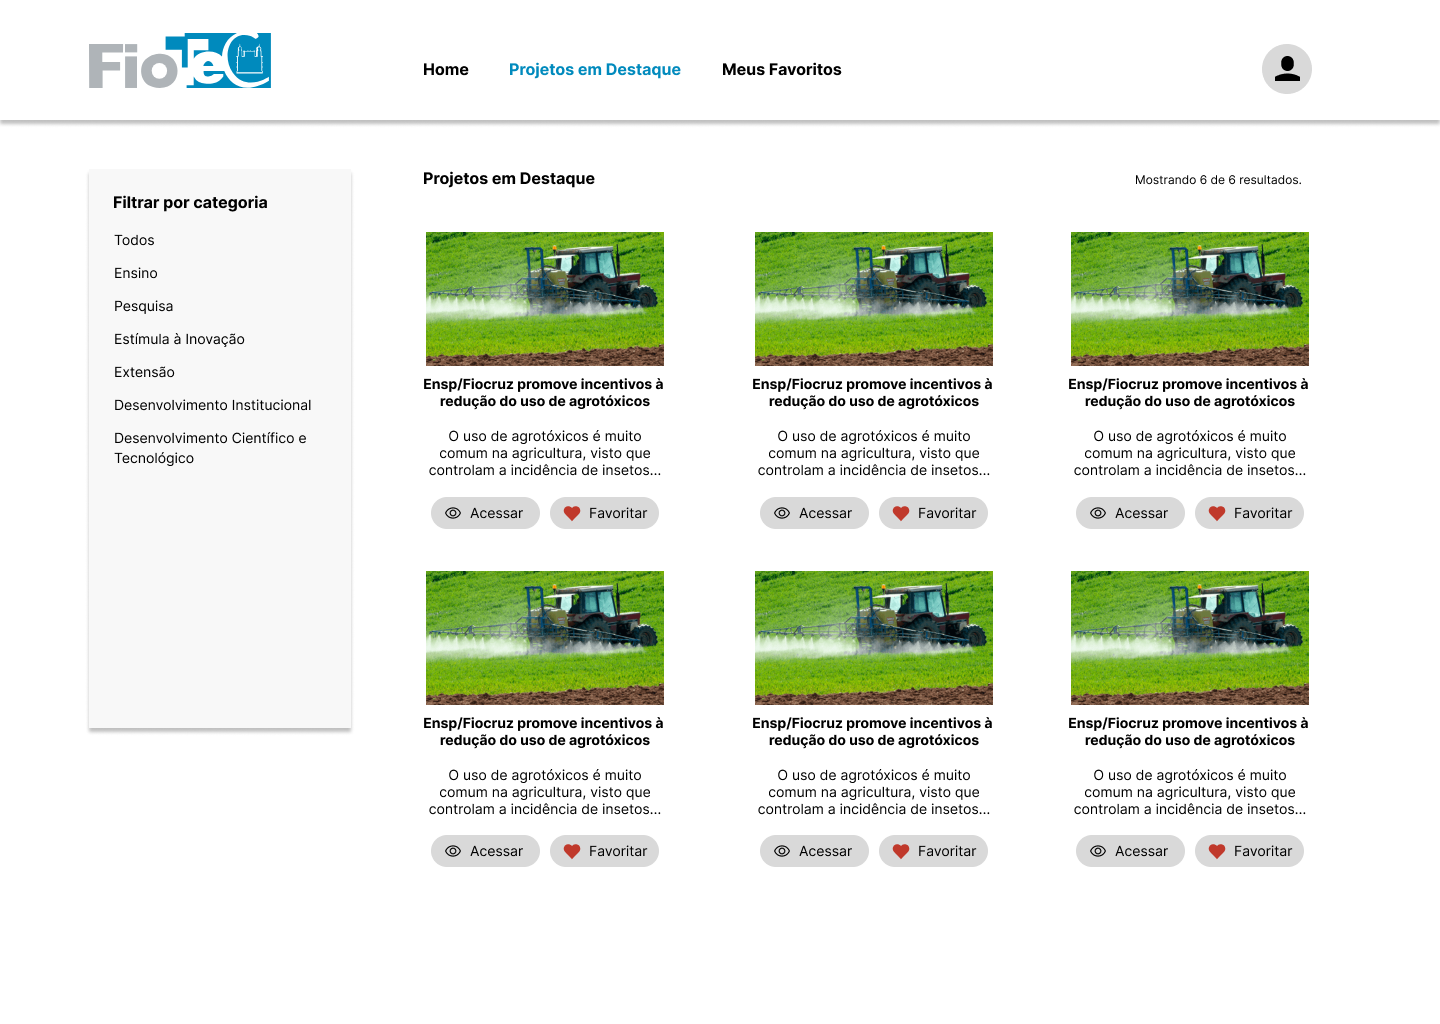 FioTeC
Home
Projetos em Destaque
Meus Favoritos
Filtrar por categoria
Todos
Ensino
Pesquisa
Estímula à Inovação
Extensão
Desenvolvimento Institucional
Desenvolvimento Científico e
Tecnológico
Projetos em Destaque
Mostrando 6 de 6 resultados.
Ensp/Fiocruz promove incentivos à
redução do uso de agrotóxicos
O uso de agrotóxicos é muito
comum na agricultura, visto que
controlam a incidência de insetos...
Acessar
Favoritar
Ensp/Fiocruz promove incentivos à
redução do uso de agrotóxicos
O uso de agrotóxicos é muito
comum na agricultura, visto que
controlam a incidência de insetos...
Acessar
Favoritar
Ensp/Fiocruz promove incentivos à
redução do uso de agrotóxicos
O uso de agrotóxicos é muito
comum na agricultura, visto que
controlam a incidência de insetos...
Acessar
Favoritar
Ensp/Fiocruz promove incentivos à
redução do uso de agrotóxicos
O uso de agrotóxicos é muito
comum na agricultura, visto que
controlam a incidência de insetos...
Acessar
Favoritar
Ensp/Fiocruz promove incentivos à
redução do uso de agrotóxicos
O uso de agrotóxicos é muito
comum na agricultura, visto que
controlam a incidência de insetos...
Acessar
Favoritar
Ensp/Fiocruz promove incentivos à
redução do uso de agrotóxicos
O uso de agrotóxicos é muito
comum na agricultura, visto que
controlam a incidência de insetos...
Acessar
Favoritar